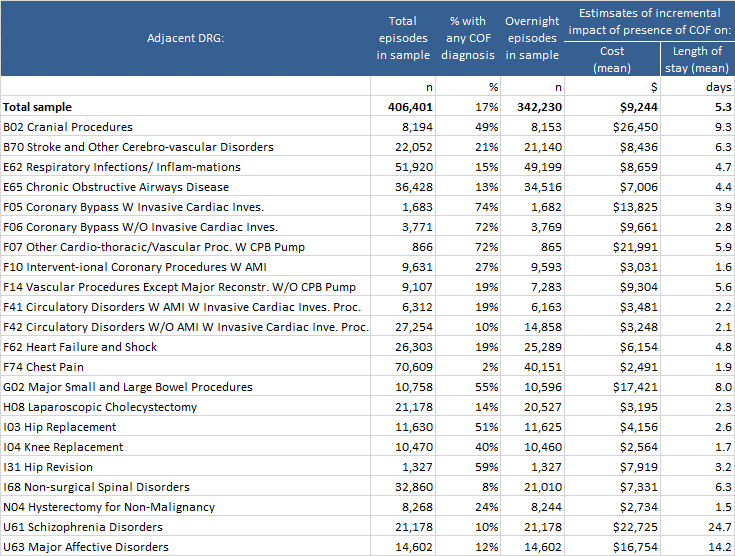 Adjacent DRG: Total episodes in sample % with any COF diagnosis Overnight episodes in sample Estimsates of incremental impact of presence of COF on:
Cost (mean) Length of stay (mean)
n % n $ days
Total sample 406,401 17% 342,230 $9,244 5.3
B02 Cranial Procedures 8,194 49% 8,153 $26,450 9.3
B70 Stroke and Other Cerebro-vascular Disorders 22,052 21% 21,140 $8,436 6.3
E62 Respiratory Infections/ Inflam-mations 51,920 15% 49,199 $8,659 4.7
E65 Chronic Obstructive Airways Disease 36,428 13% 34,516 $7,006 4.4
F05 Coronary Bypass W Invasive Cardiac Inves. 1,683 74% 1,682 $13,825 3.9
F06 Coronary Bypass W/O Invasive Cardiac Inves. 3,771 72% 3,769 $9,661 2.8
F07 Other Cardio-thoracic/Vascular Proc. W CPB Pump 866 72% 865 $21,991 5.9
F10 Intervent-ional Coronary Procedures W AMI 9,631 27% 9,593 $3,031 1.6
F14 Vascular Procedures Except Major Reconstr. W/O CPB Pump 9,107 19% 7,283 $9,304 5.6
F41 Circulatory Disorders W AMI W Invasive Cardiac Inves. Proc. 6,312 19% 6,163 $3,481 2.2
F42 Circulatory Disorders W/O AMI W Invasive Cardiac Inve. Proc. 27,254 10% 14,858 $3,248 2.1
F62 Heart Failure and Shock 26,303 19% 25,289 $6,154 4.8
F74 Chest Pain 70,609 2% 40,151 $2,491 1.9
G02 Major Small and Large Bowel Procedures 10,758 55% 10,596 $17,421 8.0
H08 Laparoscopic Cholecystectomy 21,178 14% 20,527 $3,195 2.3
I03 Hip Replacement 11,630 51% 11,625 $4,156 2.6
I04 Knee Replacement 10,470 40% 10,460 $2,564 1.7
I31 Hip Revision 1,327 59% 1,327 $7,919 3.2
I68 Non-surgical Spinal Disorders 32,860 8% 21,010 $7,331 6.3
N04 Hysterectomy for Non-Malignancy 8,268 24% 8,244 $2,734 1.5
U61 Schizophrenia Disorders 21,178 10% 21,178 $22,725 24.7
U63 Major Affective Disorders 14,602 12% 14,602 $16,754 14.2